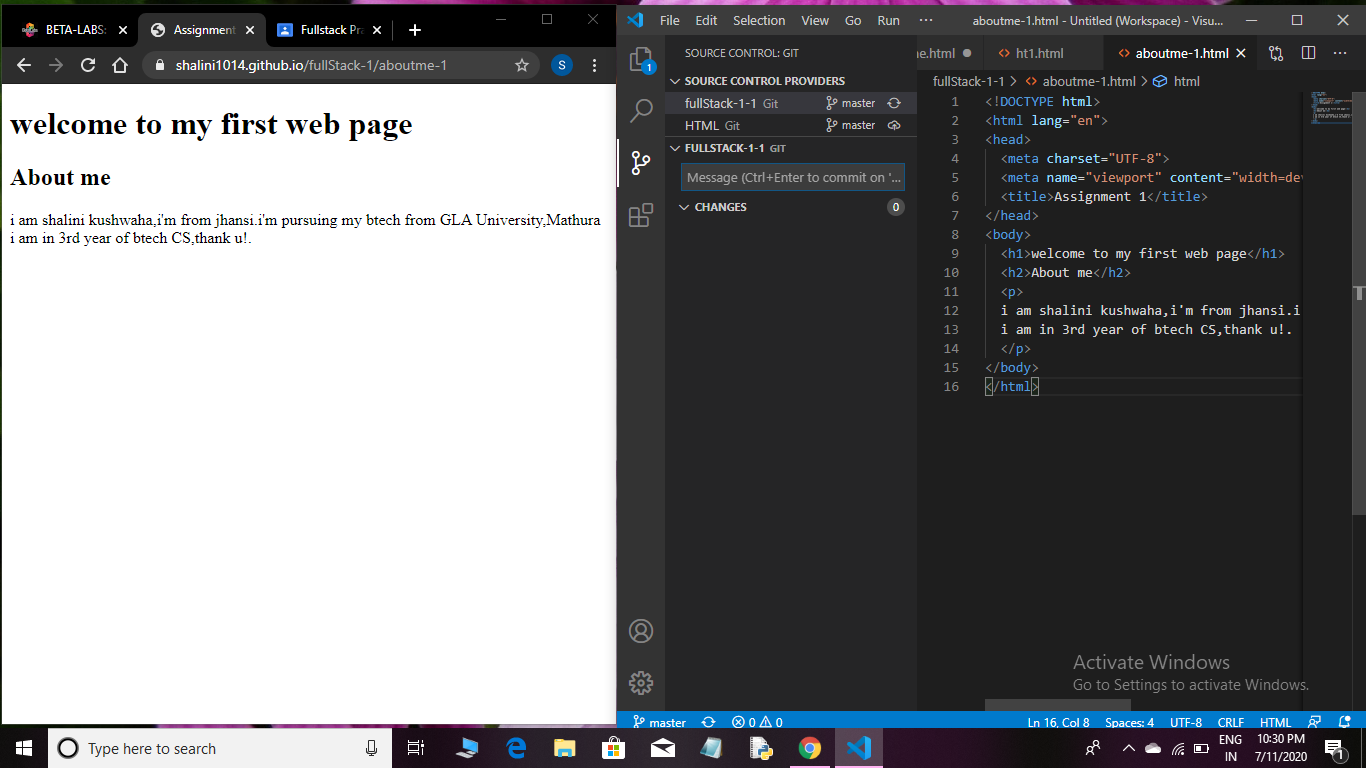 BETA-LABS:
Assignment
Fullstack Pra
shalini1014.github.io/fullStack-1/aboutme-1
S
welcome to my first web page
About me
i am shalini kushwaha,i'm from jhansi.i'm pursuing my btech from GLA University,Mathura
i am in 3rd year of btech CS,thank u!.
File Edit Selection View Go Run ··· aboutme-1.html - Untitled (Workspace) - Visu...
1
SOURCE CONTROL: GIT
SOURCE CONTROL PROVIDERS
fullStack-1-1 Git master
HTML Git master
FULLSTACK-1-1 GIT
Message (Ctrl+Enter to commit on '...
CHANGES 0
me.html ht1.html aboutme-1.html
fullStack-1-1 > aboutme-1.html > html
1 <!DOCTYPE html>
2 <html lang="en">
3 <head>
4 <meta charset="UTF-8">
5 <meta name="viewport" content="width=dev
6 <title>Assignment 1</title>
7 </head>
8 <body>
9 <h1>welcome to my first web page</h1>
10 <h2>About me</h2>
11 <p>
12 i am shalini kushwaha,i'm from jhansi.i
13 i am in 3rd year of btech CS,thank u!.
14 </p>
15 </body>
16 </html>
Activate Windows
Go to Settings to activate Windows.
master 0 0 Ln 16, Col 8 Spaces: 4 UTF-8 CRLF HTML
Type here to search
ENG
IN
10:30 PM
7/11/2020
1